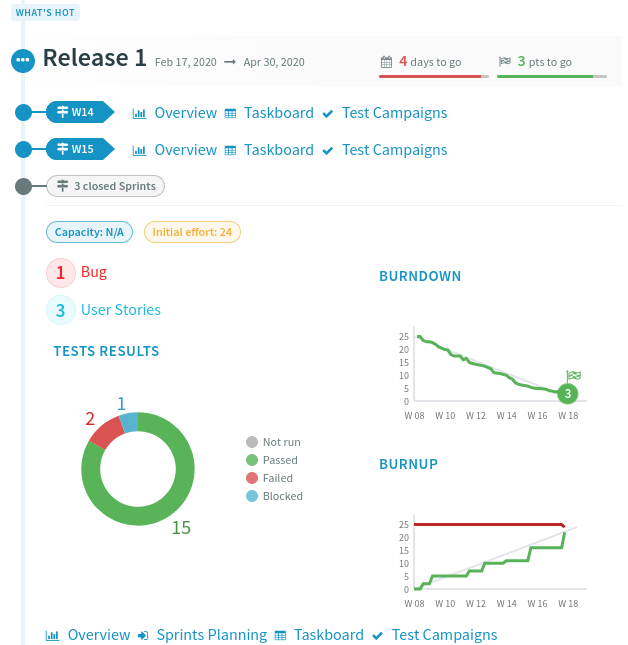 WHAT'S HOT
Release 1 Feb 17, 2020 → Apr 30, 2020 4 days to go 3 pts to go
W14 Overview Taskboard Test Campaigns
W15 Overview Taskboard Test Campaigns
3 closed Sprints
Capacity: N/A Initial effort: 24
1 Bug
3 User Stories
TESTS RESULTS
1
2
15
Not run
Passed
Failed
Blocked
BURNDOWN
25
20
15
10
5
0
3
W 08 W 10 W 12 W 14 W 16 W 18
BURNUP
25
20
15
10
5
0
W 08 W 10 W 12 W 14 W 16 W 18
Overview Sprints Planning Taskboard Test Campaigns